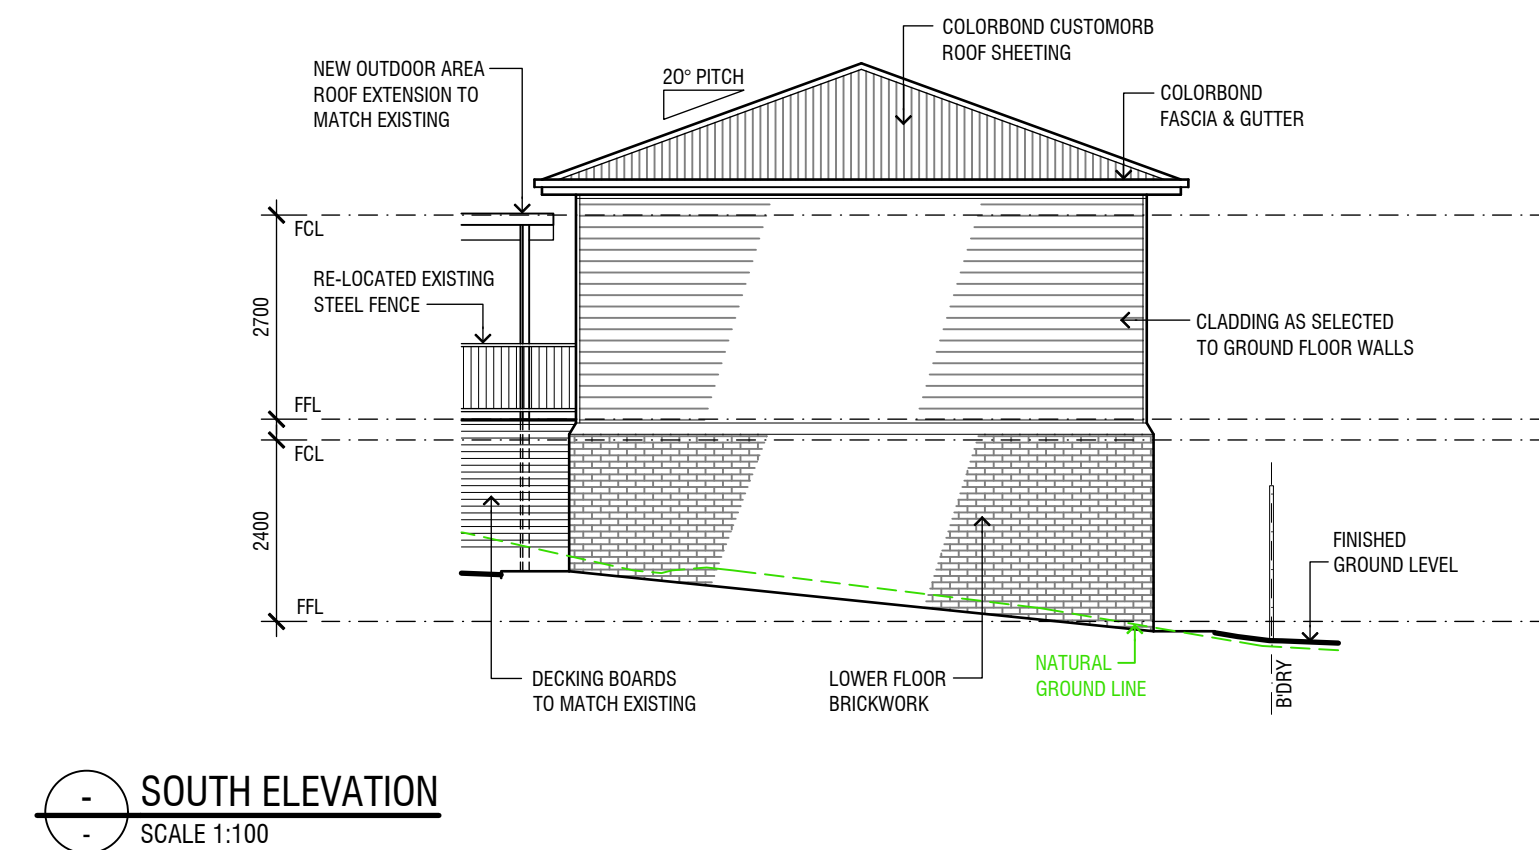 COLORBOND CUSTOMORB
ROOF SHEETING
NEW OUTDOOR AREA
ROOF EXTENSION TO
MATCH EXISTING
20° PITCH
COLORBOND
FASCIA & GUTTER
FCL
RE-LOCATED EXISTING
STEEL FENCE
2700
CLADDING AS SELECTED
TO GROUND FLOOR WALLS
FFL
FCL
2400
FINISHED
GROUND LEVEL
FFL
DECKING BOARDS
TO MATCH EXISTING
LOWER FLOOR
BRICKWORK
NATURAL
GROUND LINE
B'DRY
-
SOUTH ELEVATION
-
SCALE 1:100